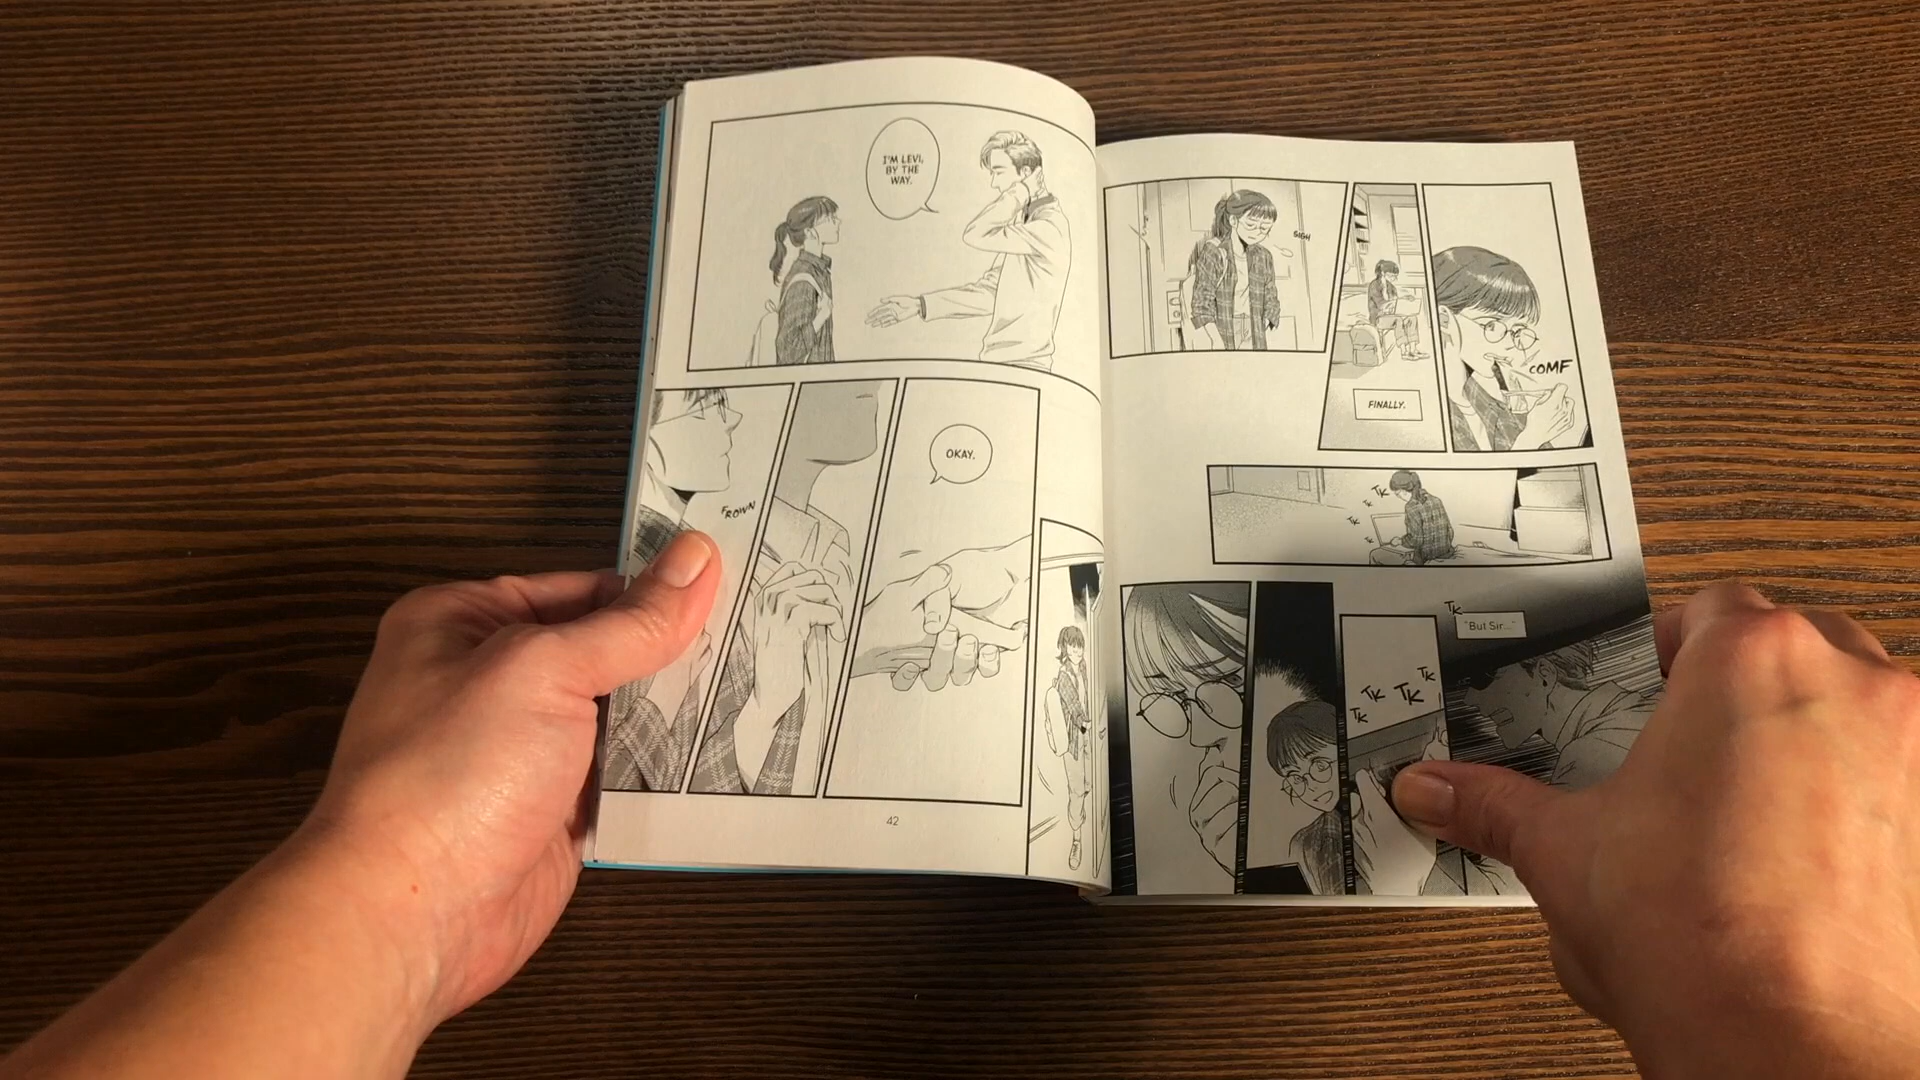 I'M LEVI,
BY THE
WAY.
FROWN
OKAY.
42
SIGH
FINALLY.
COMF
TK
TK
TK
TK
TK
"But Sir..."
TK
TK
TK
TK
TK